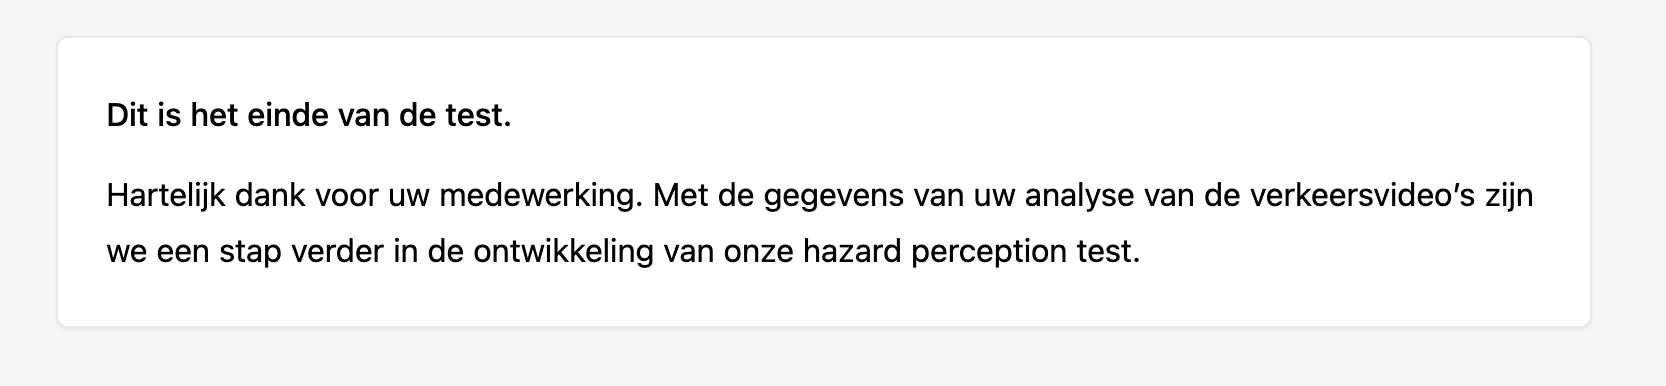 Dit is het einde van de test.
Hartelijk dank voor uw medewerking. Met de gegevens van uw analyse van de verkeersvideo’s zijn
we een stap verder in de ontwikkeling van onze hazard perception test.